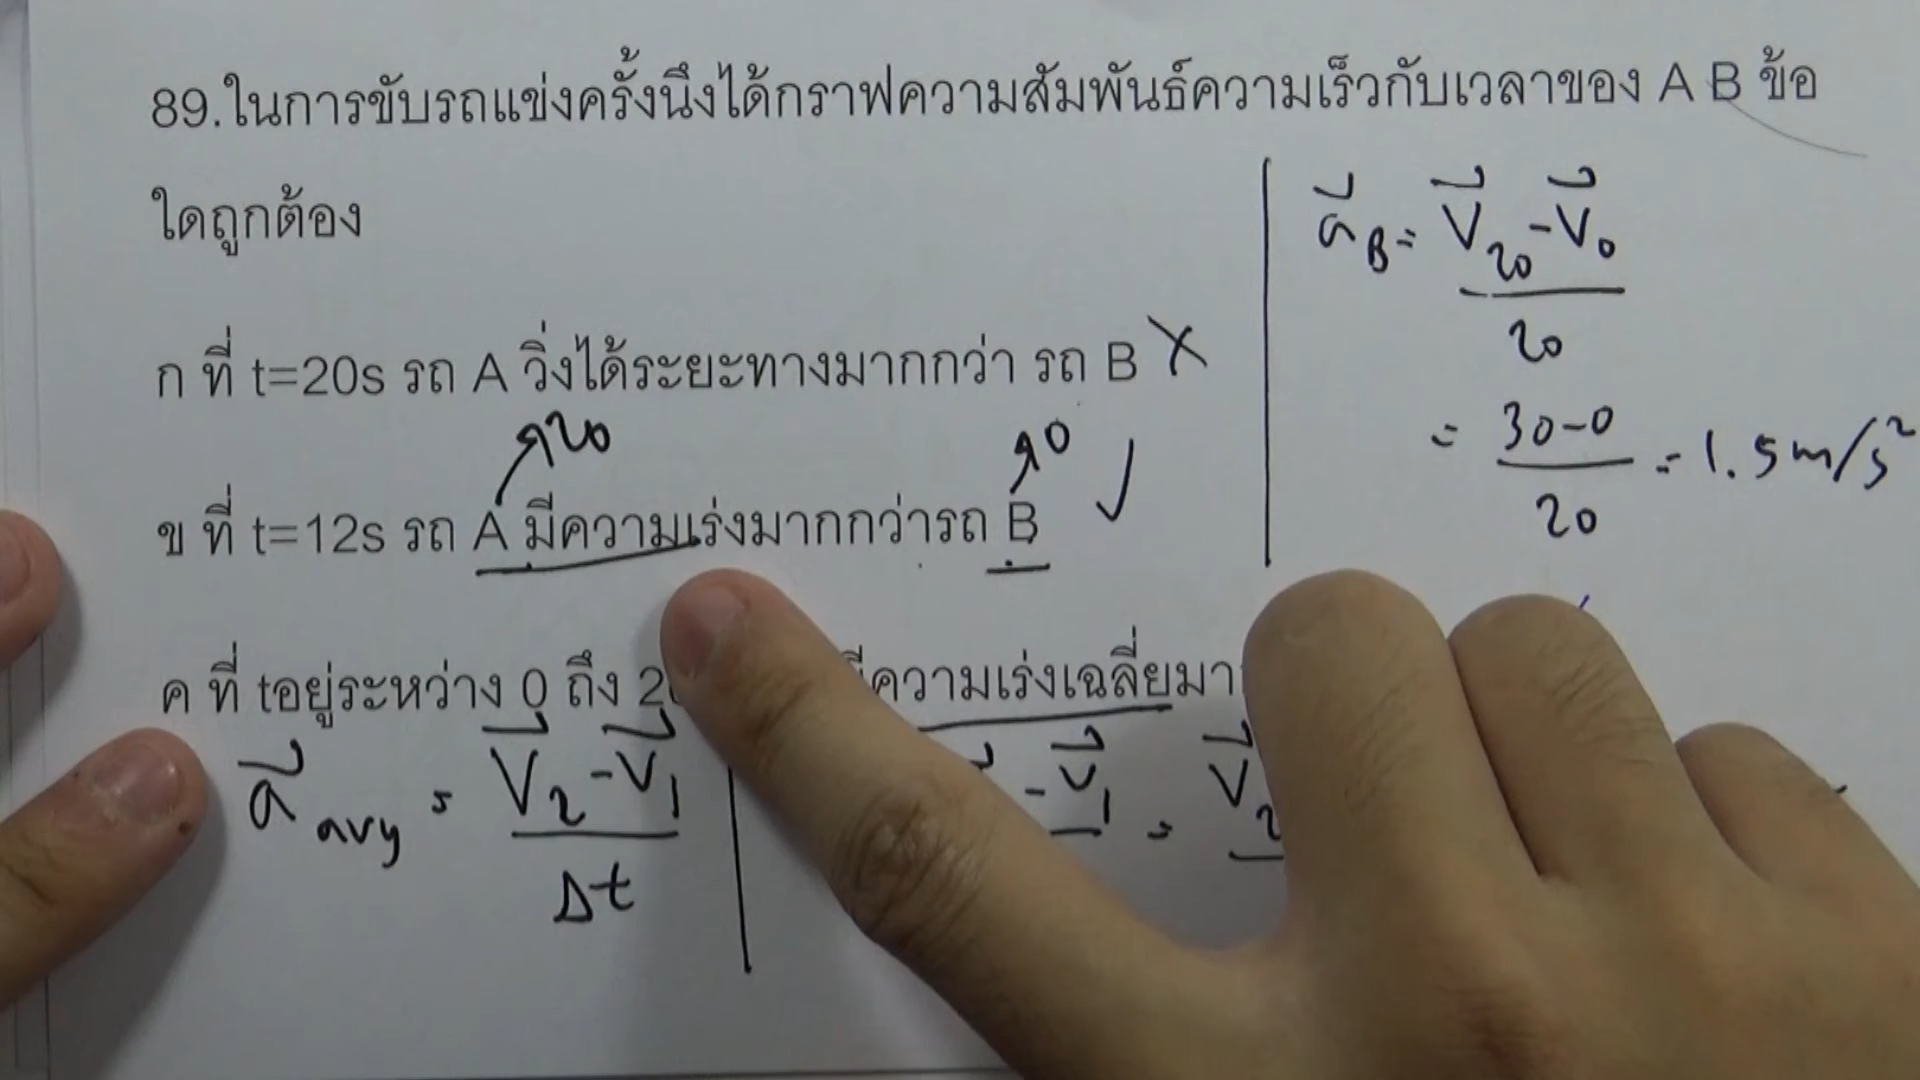 89.ในการขับรถแข่งครั้งนึงได้กราฟความสัมพันธ์ความเร็วกับเวลาของ A B ข้อ
ใดถูกต้อง
ก ที่ t=20s รถ A วิ่งได้ระยะทางมากกว่า รถ B X
20 0
ข ที่ t=12s รถ A มีความเร่งมากกว่ารถ B ✓
ค ที่ tอยู่ระหว่าง 0 ถึง 2 ความเร่งเฉลี่ยมา
a avg = V2 - V1
Δt
- V1 = V2
aB = V20 - V0
20
= 30-0 = 1.5 m/s²
20